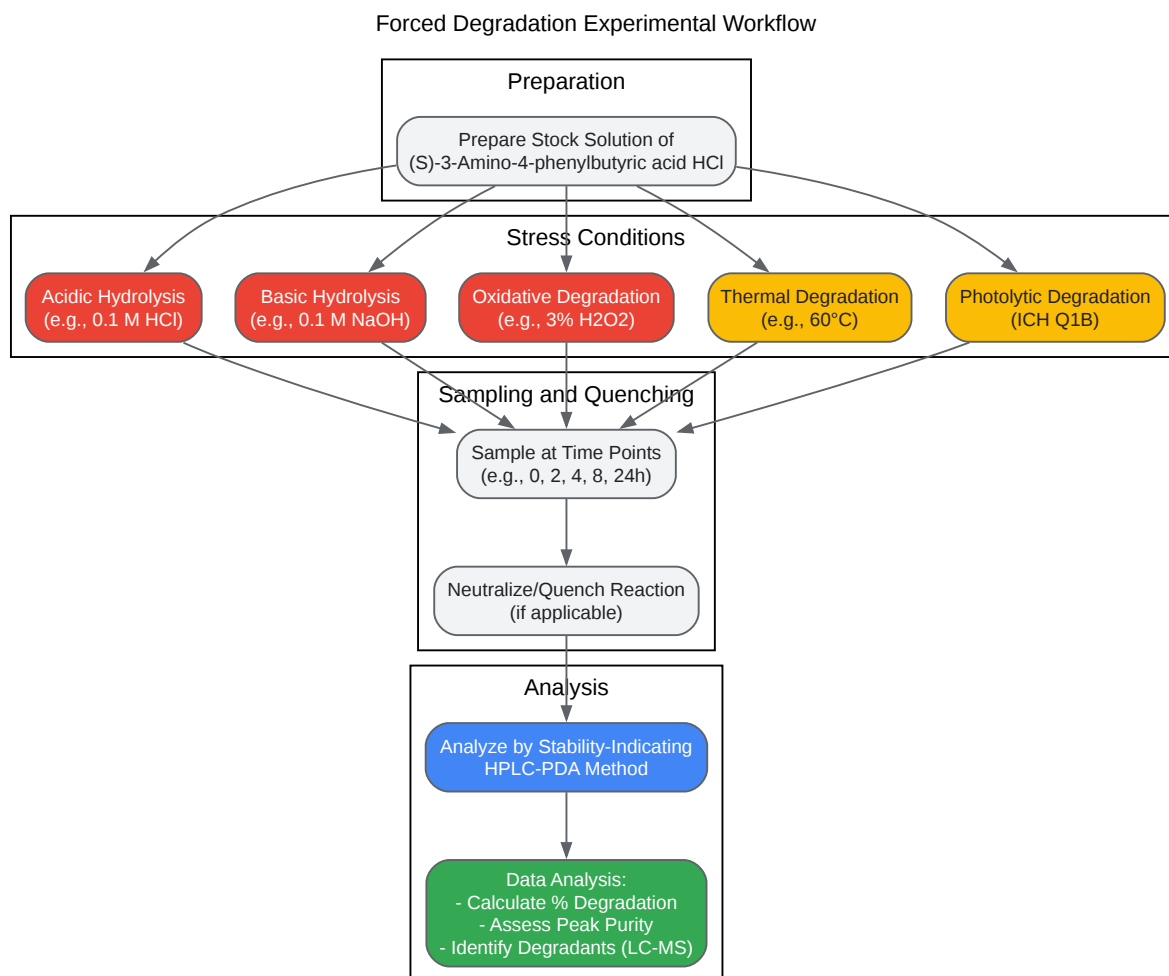 Forced Degradation Experimental Workflow
Preparation
Prepare Stock Solution of
(S)-3-Amino-4-phenylbutyric acid HCl
Stress Conditions
Acidic Hydrolysis
(e.g., 0.1 M HCl)
Basic Hydrolysis
(e.g., 0.1 M NaOH)
Oxidative Degradation
(e.g., 3% H2O2)
Thermal Degradation
(e.g., 60°C)
Photolytic Degradation
(ICH Q1B)
Sampling and Quenching
Sample at Time Points
(e.g., 0, 2, 4, 8, 24h)
Neutralize/Quench Reaction
(if applicable)
Analysis
Analyze by Stability-Indicating
HPLC-PDA Method
Data Analysis:
- Calculate % Degradation
- Assess Peak Purity
- Identify Degradants (LC-MS)